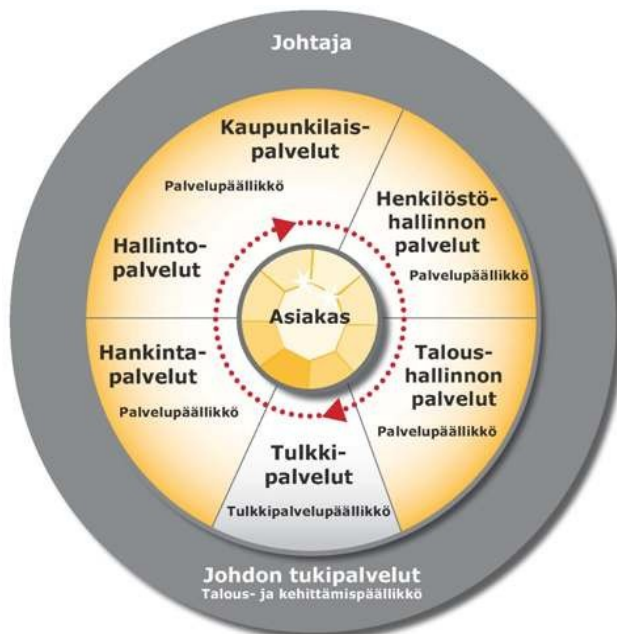 Johtaja
Kaupunkilais-
palvelut
Palvelupäällikkö
Hallinto-
palvelut
Henkilöstö-
hallinnon
palvelut
Palvelupäällikkö
Asiakas
Hankinta-
palvelut
Palvelupäällikkö
Talous-
hallinnon
palvelut
Palvelupäällikkö
Tulkki-
palvelut
Tulkkipalvelupäällikkö
Johdon tukipalvelut
Talous- ja kehittämispäällikkö